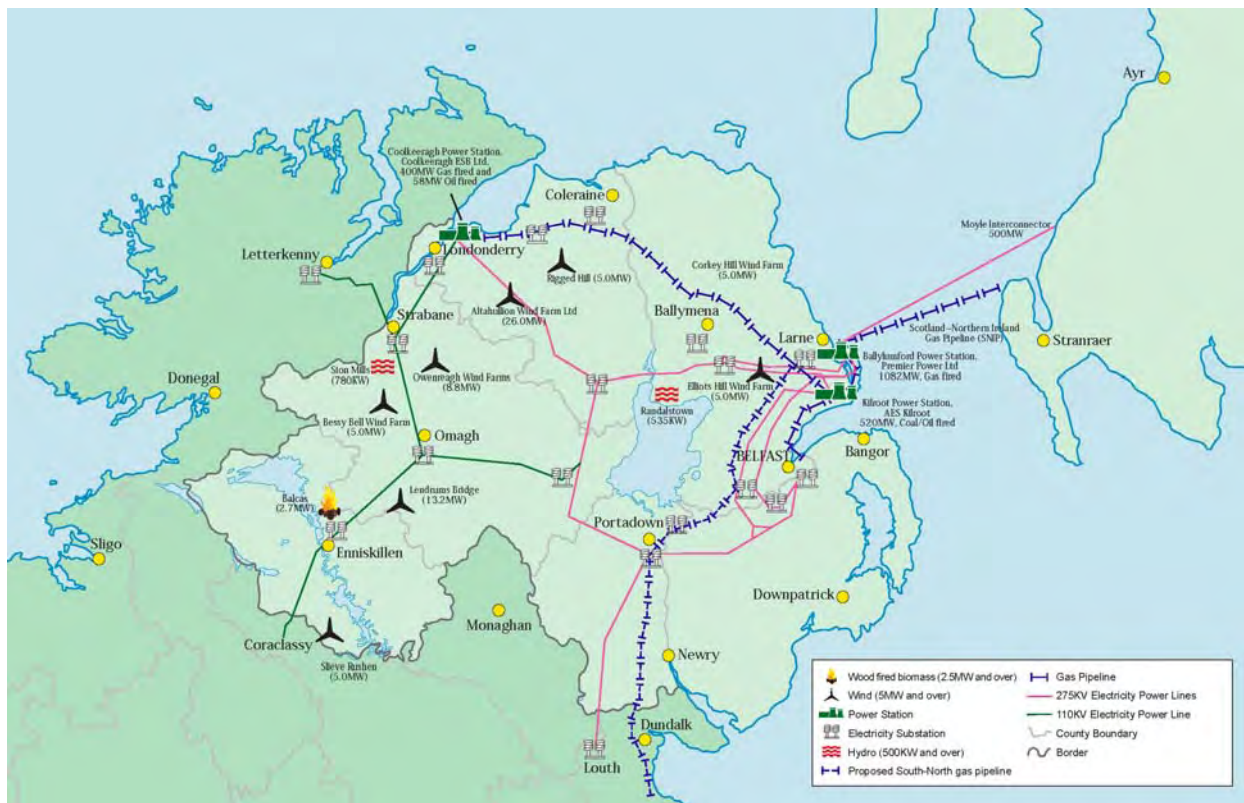 Ayr
Coolkeeragh Power Station,
Coolkeeragh ESB Ltd.
400MW Gas fired and
58MW Oil fired
Coleraine
Moyle Interconnector
500MW
Londonderry
Letterkenny
Rigged Hill (5.0MW)
Corkey Hill Wind Farm
(5.0MW)
Altahullion Wind Farm Ltd
(26.0MW)
Strabane
Ballymena
Larne
Scotland–Northern Ireland
Gas Pipeline (SNIP)
Stranraer
Sion Mills
(780KW)
Owenreagh Wind Farms
(8.8MW)
Ballylumford Power Station,
Premier Power Ltd
1082MW, Gas fired
Donegal
Elliots Hill Wind Farm
(5.0MW)
Randalstown
(535KW)
Bessy Bell Wind Farm
(5.0MW)
Kilroot Power Station,
AES Kilroot
520MW, Coal/Oil fired
Omagh
BELFAST
Bangor
Balcas
(2.7MW)
Lendrums Bridge
(13.2MW)
Portadown
Sligo
Enniskillen
Downpatrick
Monaghan
Coraclassy
Slieve Rushen
(5.0MW)
Newry
Dundalk
Louth
Wood fired biomass (2.5MW and over)
Wind (5MW and over)
Power Station
Electricity Substation
Hydro (500KW and over)
Proposed South-North gas pipeline
Gas Pipeline
275KV Electricity Power Lines
110KV Electricity Power Line
County Boundary
Border